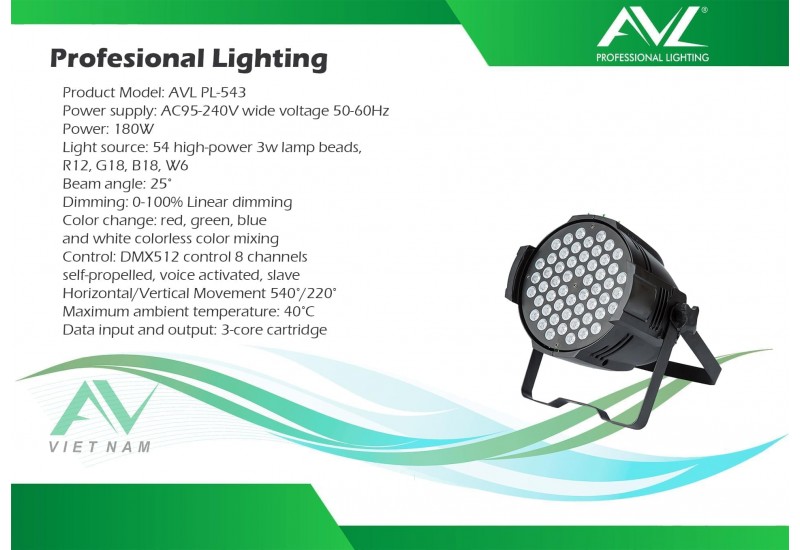 AVL®
PROFESSIONAL LIGHTING
Profesional Lighting
Product Model: AVL PL-543
Power supply: AC95-240V wide voltage 50-60Hz
Power: 180W
Light source: 54 high-power 3w lamp beads,
R12, G18, B18, W6
Beam angle: 25°
Dimming: 0-100% Linear dimming
Color change: red, green, blue
and white colorless color mixing
Control: DMX512 control 8 channels
self-propelled, voice activated, slave
Horizontal/Vertical Movement 540°/220°
Maximum ambient temperature: 40°C
Data input and output: 3-core cartridge
AV
VIET NAM